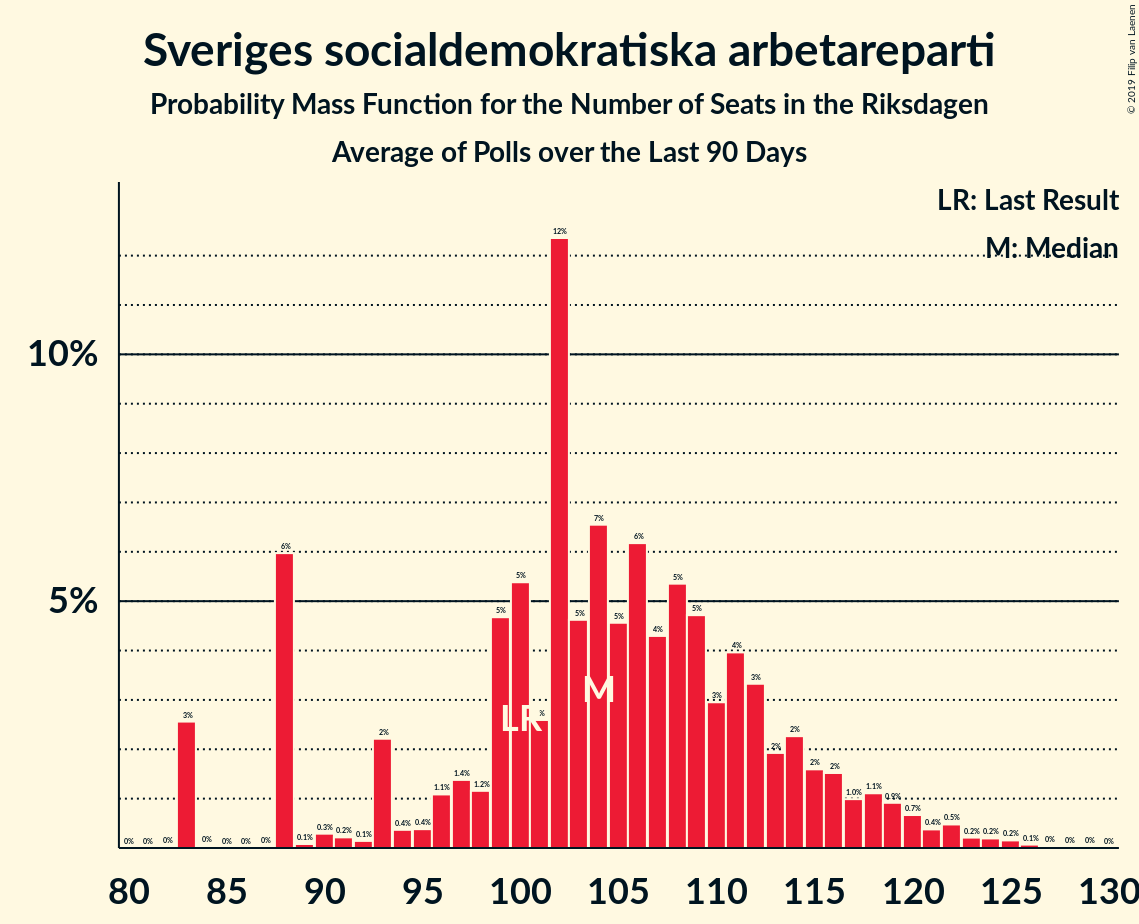 Sveriges socialdemokratiska arbetareparti
Probability Mass Function for the Number of Seats in the Riksdagen
Average of Polls over the Last 90 Days
© 2019 Filip van Laenen
LR: Last Result
M: Median
10%
5%
0% 0% 0% 3% 0% 0% 0% 0% 6% 0.1% 0.3% 0.2% 0.1% 2% 0.4% 0.4% 1.1% 1.4% 1.2% 5% 5% % 12% 5% 7% 5% 6% 4% 5% 5% 3% 4% 3% 2% 2% 2% 2% 1.0% 1.1% 0.9% 0.7% 0.4% 0.5% 0.2% 0.2% 0.2% 0.1% 0% 0% 0% 0%
LR
M
80 85 90 95 100 105 110 115 120 125 130